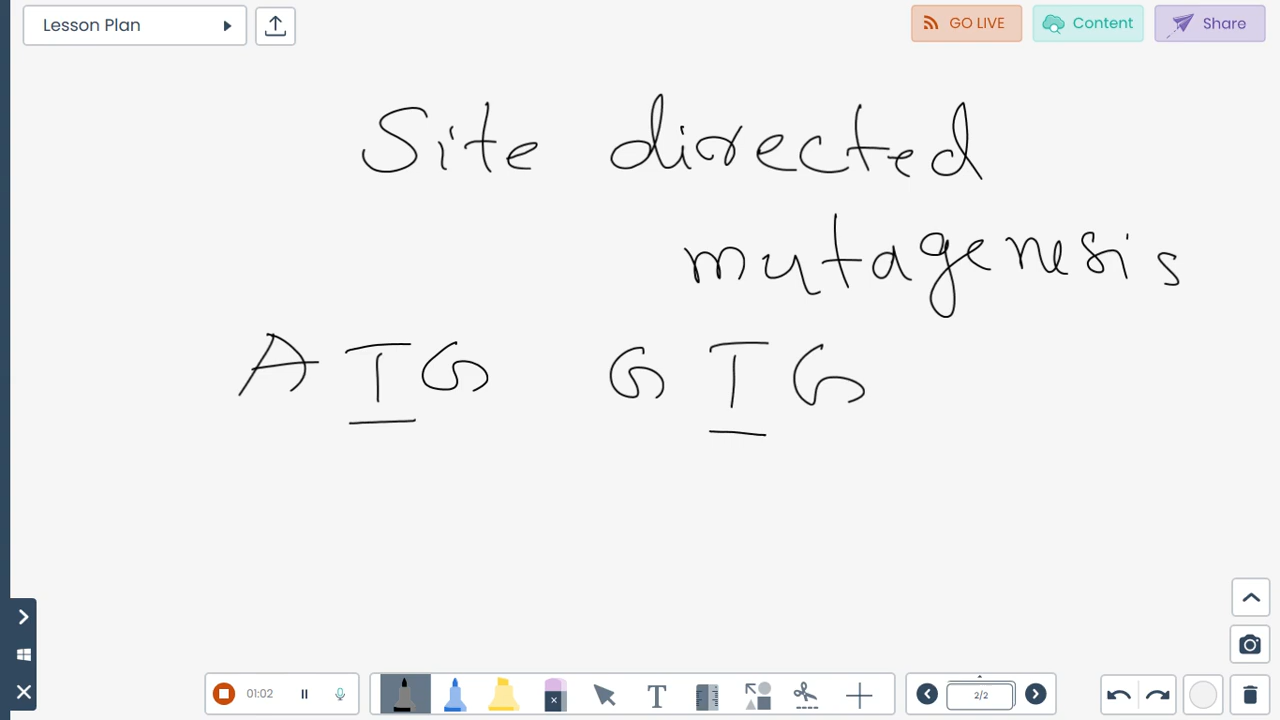 Lesson Plan
GO LIVE
Content
Share
Site directed
mutagenesis
ATG GTG
01:02
T
2/2